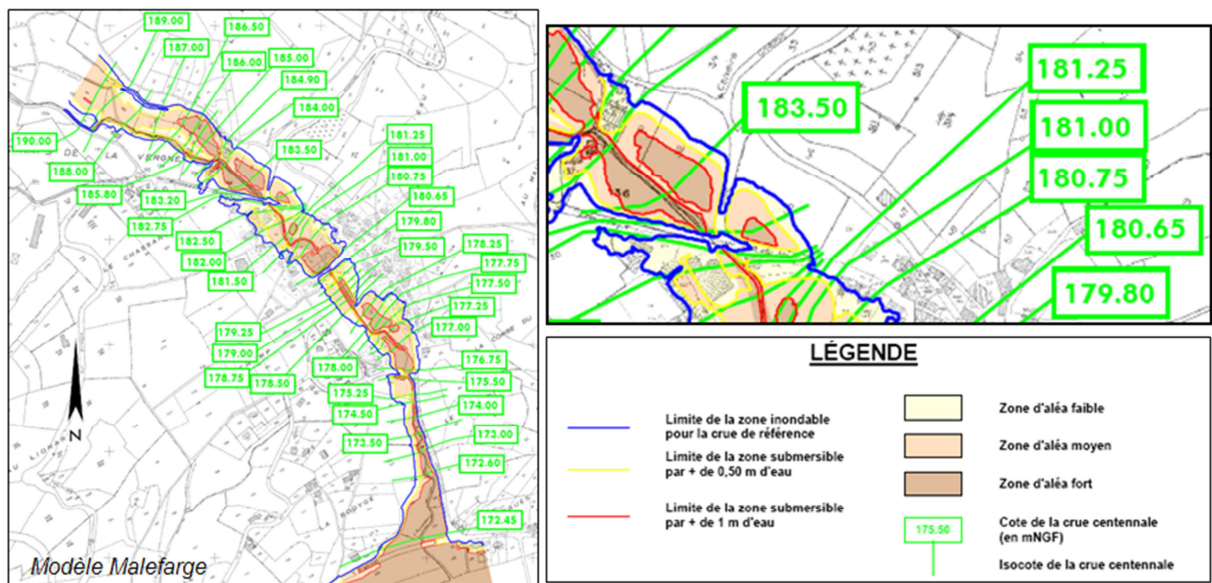 189.00
186.50
187.00
185.00
186.00
184.90
184.00
181.25
181.00
183.50
180.75
190.00
DE LA VERGNE
180.65
188.00
185.80
183.20
179.80
182.75
179.50
178.25
182.50
177.75
182.00
177.50
181.50
177.25
179.25
177.00
179.00
178.00
176.75
178.75
178.50
175.50
175.25
174.00
174.50
173.50
173.00
172.60
N
LA BOUYGE
172.45
Modèle Malefarge
181.25
183.50
181.00
180.75
180.65
179.80
LÉGENDE
Limite de la zone inondable
pour la crue de référence
Limite de la zone submersible
par + de 0,50 m d'eau
Limite de la zone submersible
par + de 1 m d'eau
Zone d'aléa faible
Zone d'aléa moyen
Zone d'aléa fort
175.50
Cote de la crue centennale
(en mNGF)
Isocote de la crue centennale